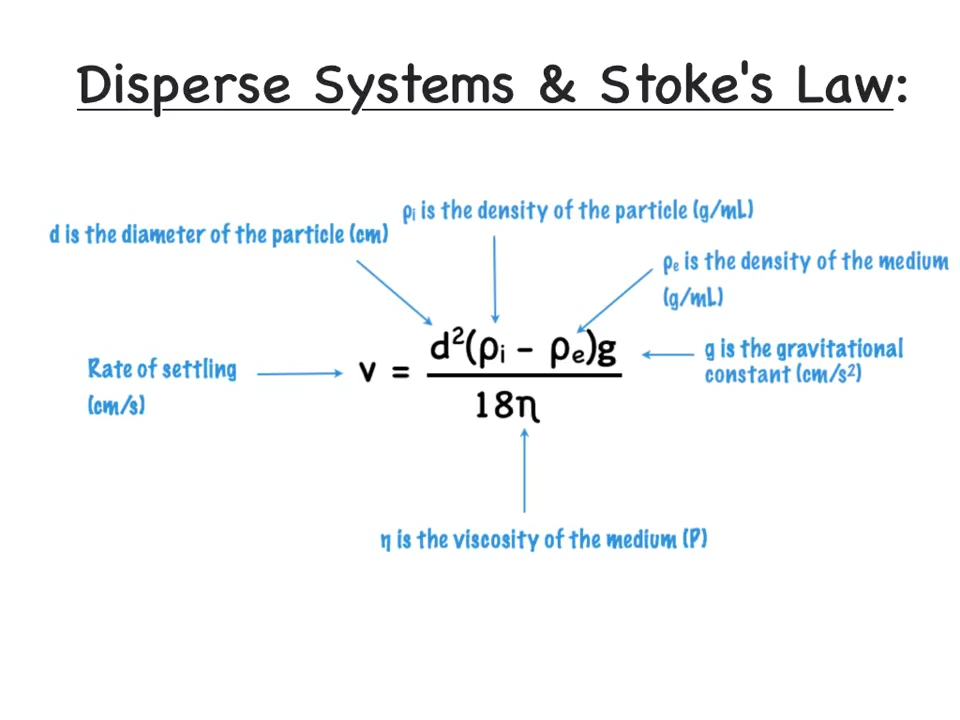 Disperse Systems & Stoke's Law:
ρi is the density of the particle (g/mL)
d is the diameter of the particle (cm)
ρe is the density of the medium
(g/mL)
v = d²(ρi - ρe)g
18η
g is the gravitational
constant (cm/s²)
Rate of settling
(cm/s)
η is the viscosity of the medium (P)